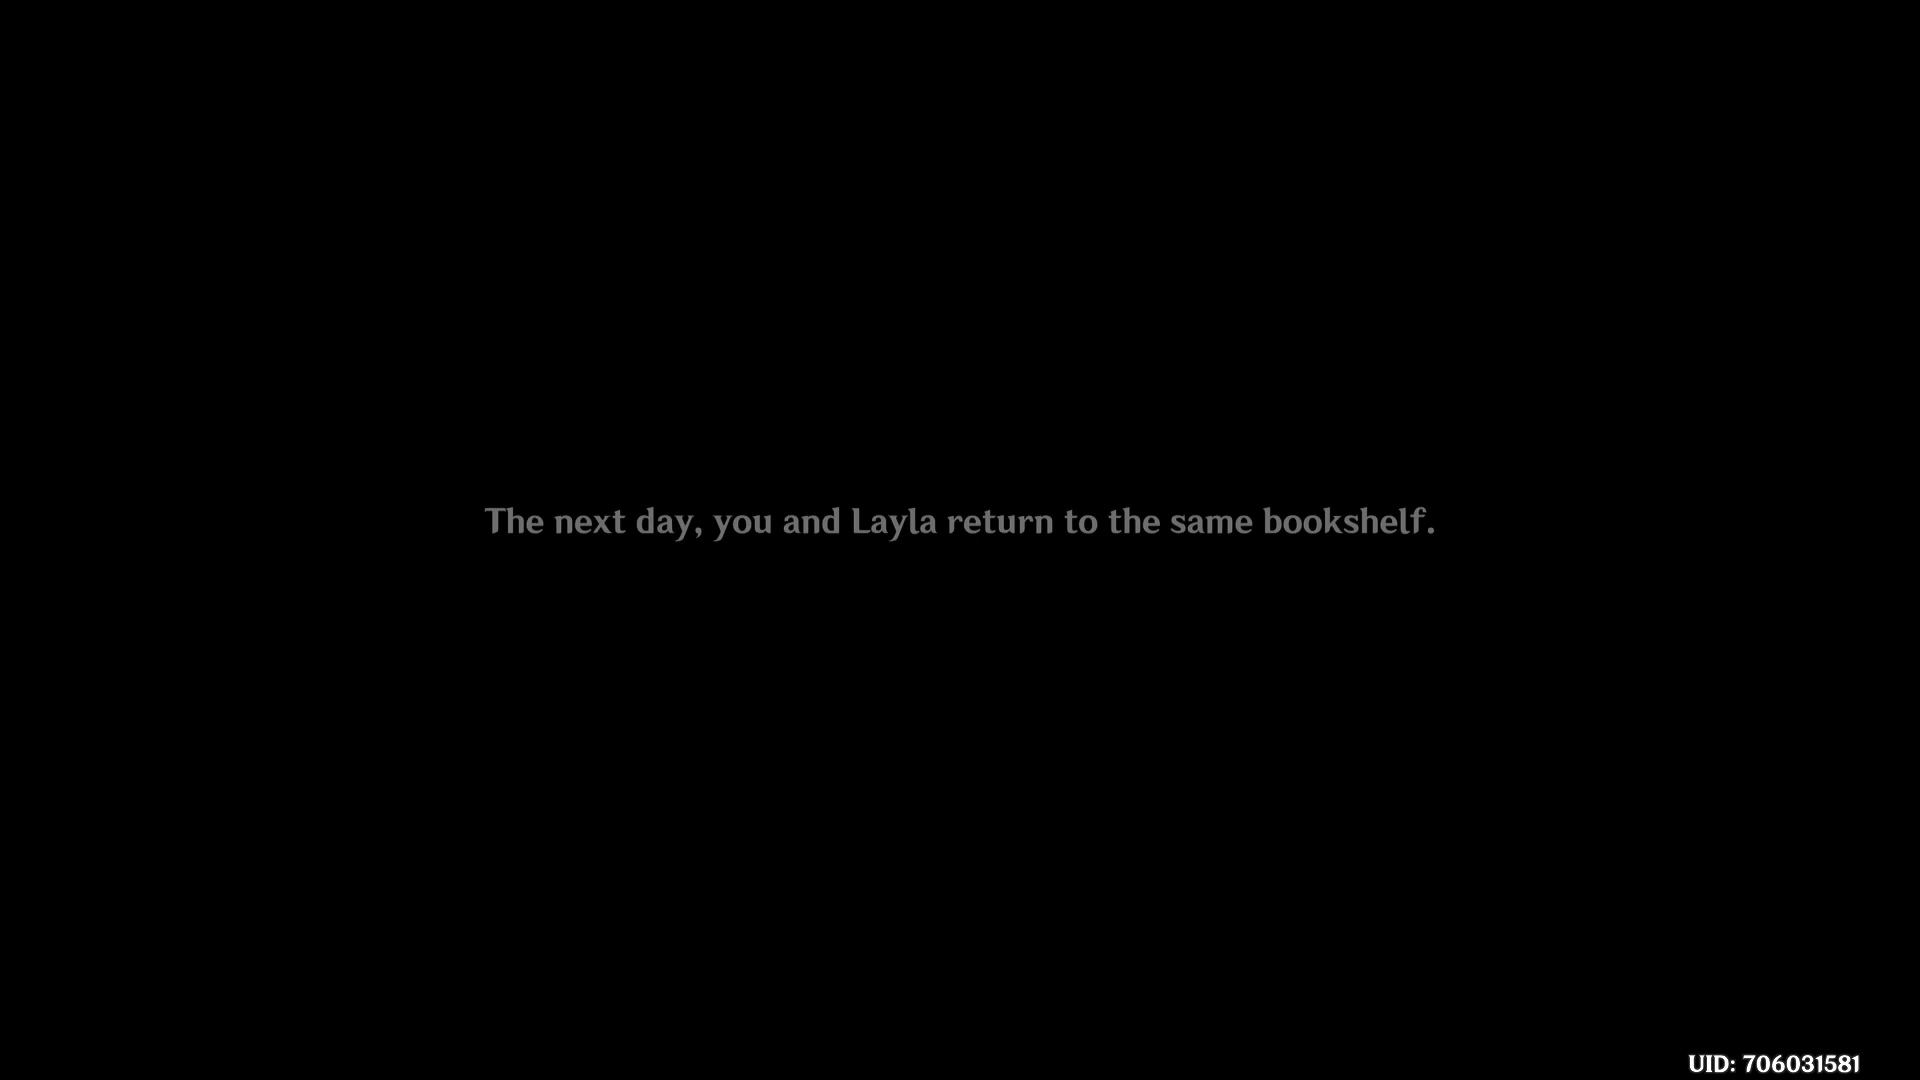 The next day, you and Layla return to the same bookshelf.
UID: 706031581